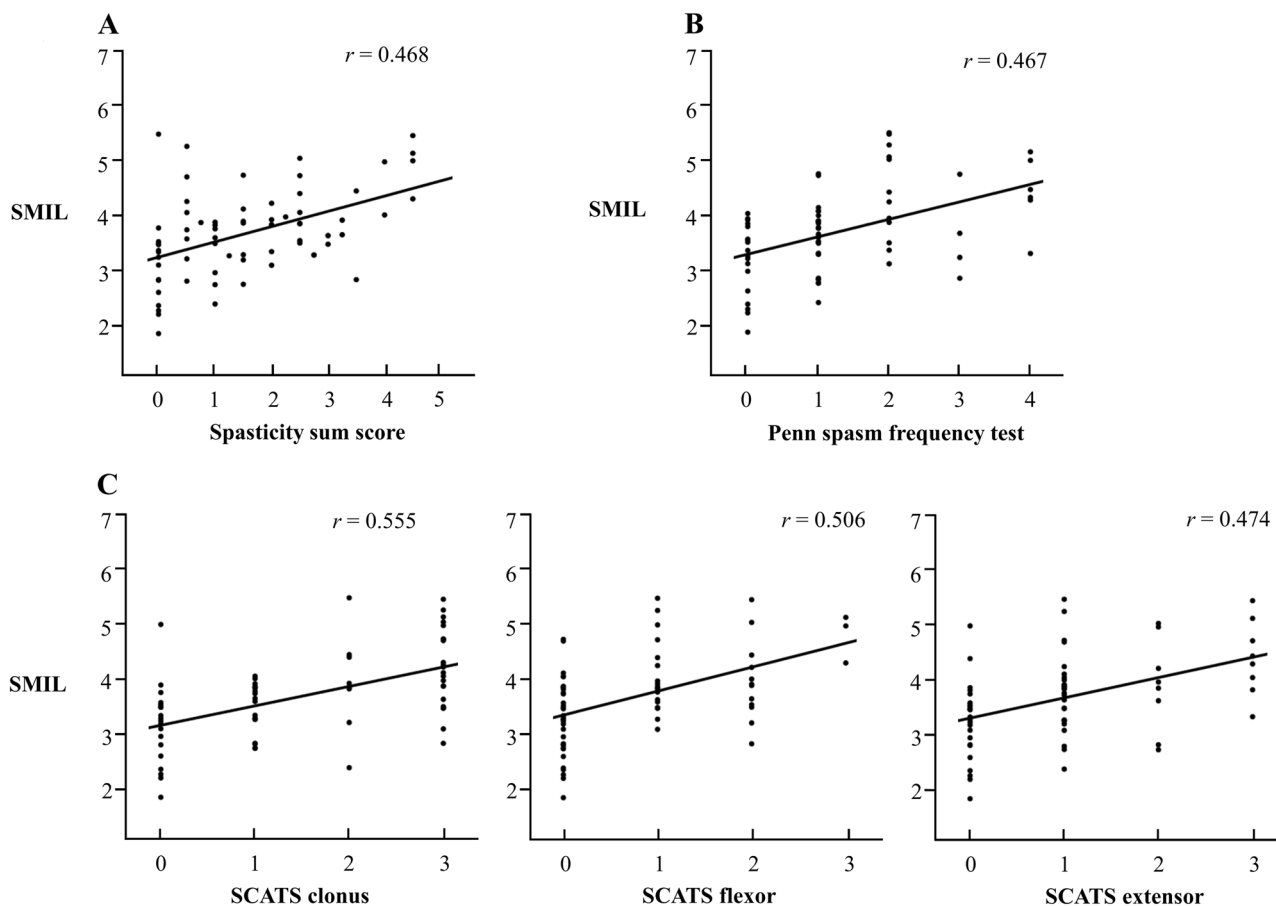 A
r = 0.468
7
6
5
SMIL
4
3
2
0 1 2 3 4 5
Spasticity sum score
B
r = 0.467
7
6
5
SMIL
4
3
2
0 1 2 3 4
Penn spasm frequency test
C
r = 0.555
7
6
5
4
SMIL
3
2
0 1 2 3
SCATS clonus
r = 0.506
7
6
5
4
3
2
0 1 2 3
SCATS flexor
r = 0.474
7
6
5
4
3
2
0 1 2 3
SCATS extensor